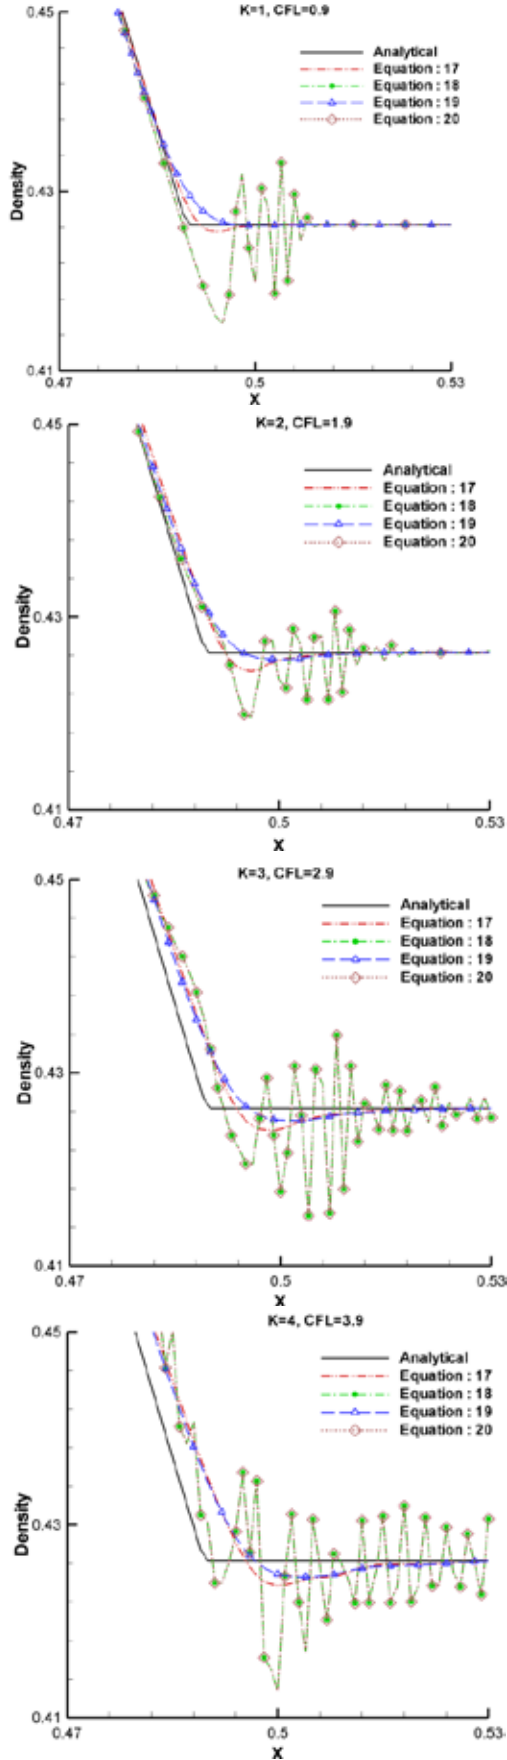 K=1, CFL=0.9
0.45
Analytical
Equation : 17
Equation : 18
Equation : 19
Equation : 20
0.43
Density
0.41
0.47
0.5
0.53
X
K=2, CFL=1.9
0.45
Analytical
Equation : 17
Equation : 18
Equation : 19
Equation : 20
0.43
Density
0.41
0.47
0.5
0.53
X
K=3, CFL=2.9
0.45
Analytical
Equation : 17
Equation : 18
Equation : 19
Equation : 20
0.43
Density
0.41
0.47
0.5
0.53
X
K=4, CFL=3.9
0.45
Analytical
Equation : 17
Equation : 18
Equation : 19
Equation : 20
0.43
Density
0.41
0.47
0.5
0.53
X